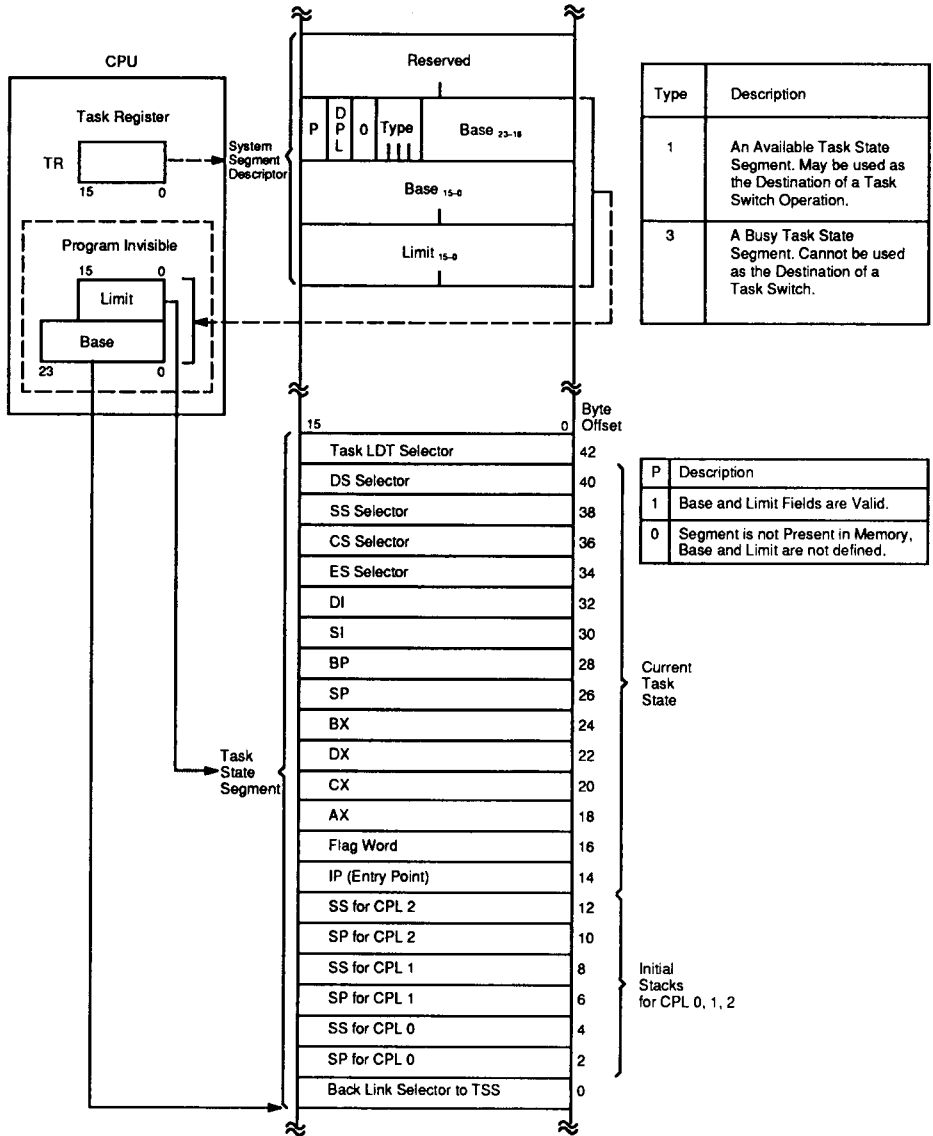 CPU
Task Register
TR
15 0
Program Invisible
15 0
Limit
Base
23 0
System
Segment
Descriptor
Reserved
P DPL 0 Type Base 23–16
Base 15–0
Limit 15–0
Type Description
1 An Available Task State
Segment. May be used as
the Destination of a Task
Switch Operation.
3 A Busy Task State
Segment. Cannot be used
as the Destination of a
Task Switch.
15 0 Byte
Offset
Task LDT Selector 42
DS Selector 40
SS Selector 38
CS Selector 36
ES Selector 34
DI 32
SI 30
BP 28
SP 26
BX 24
DX 22
CX 20
AX 18
Flag Word 16
IP (Entry Point) 14
SS for CPL 2 12
SP for CPL 2 10
SS for CPL 1 8
SP for CPL 1 6
SS for CPL 0 4
SP for CPL 0 2
Back Link Selector to TSS 0
Task
State
Segment
P Description
1 Base and Limit Fields are Valid.
0 Segment is not Present in Memory,
Base and Limit are not defined.
Current
Task
State
Initial
Stacks
for CPL 0, 1, 2